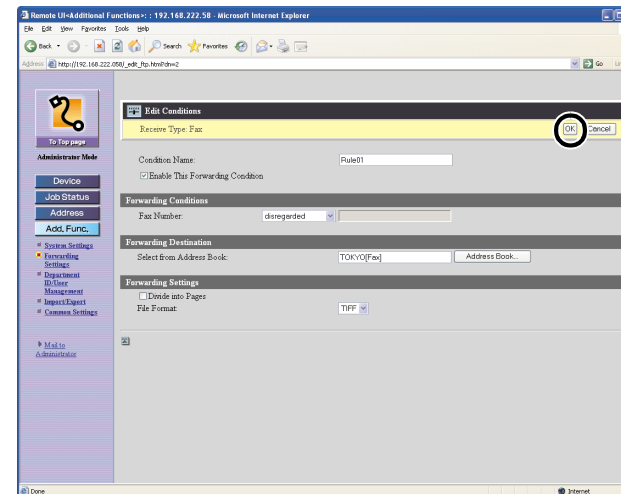 Remote UI<Additional Functions>: : 192.168.222.58 - Microsoft Internet Explorer
File Edit View Favorites Tools Help
Back Search Favorites
Address http://192.168.222.058/_edit_ftp.html?dn=2 Go
To Top page
Administrator Mode
Device
Job Status
Address
Add. Func.
System Settings
Forwarding
Settings
Department
ID/User
Management
Import/Export
Common Settings
Mail to
Administrator
Edit Conditions
Receive Type: Fax OK Cancel
Condition Name: Rule01
Enable This Forwarding Condition
Forwarding Conditions
Fax Number: disregarded
Forwarding Destination
Select from Address Book: TOKYO[Fax] Address Book...
Forwarding Settings
Divide into Pages
File Format: TIFF
Done Internet